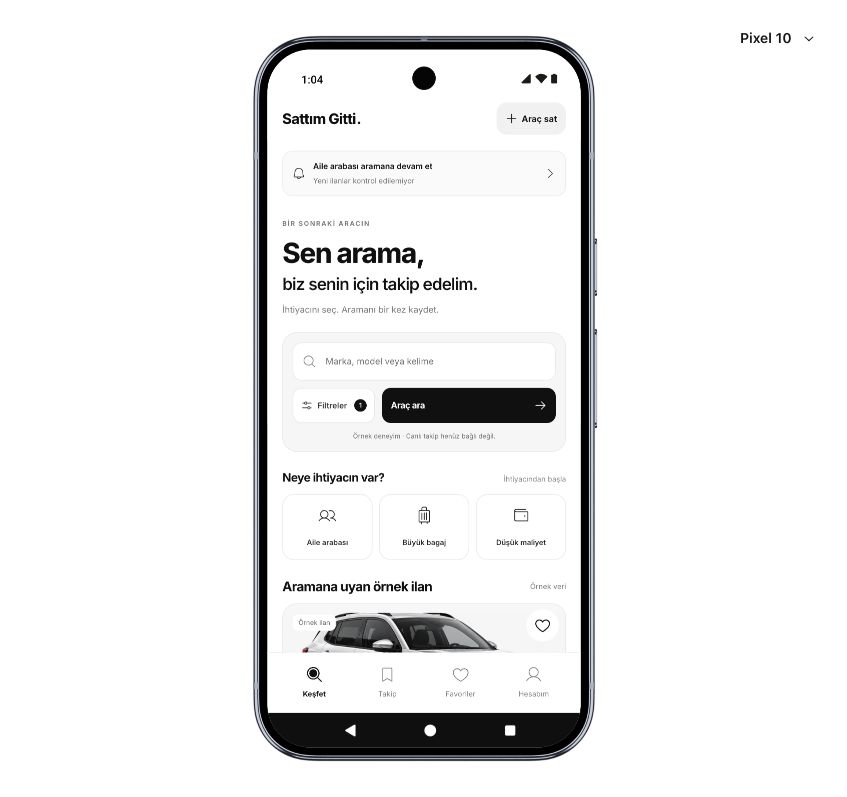 Pixel 10
1:04
Sattım Gitti.
Araç sat
Aile arabası aramana devam et
Yeni ilanlar kontrol edilemiyor
BİR SONRAKİ ARACIN
Sen arama,
biz senin için takip edelim.
İhtiyacını seç. Aramanı bir kez kaydet.
Marka, model veya kelime
Filtreler 1
Araç ara
Örnek deneyim · Canlı takip henüz bağlı değil.
Neye ihtiyacın var?
İhtiyacından başla
Aile arabası
Büyük bagaj
Düşük maliyet
Aramana uyan örnek ilan
Örnek veri
Örnek ilan
Keşfet
Takip
Favoriler
Hesabım